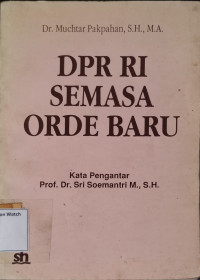 Dr. Muchtar Pakpahan, S.H., M.A.
DPR RI
SEMASA
ORDE BARU
Kata Pengantar
Prof. Dr. Sri Soemantri M., S.H.
sh